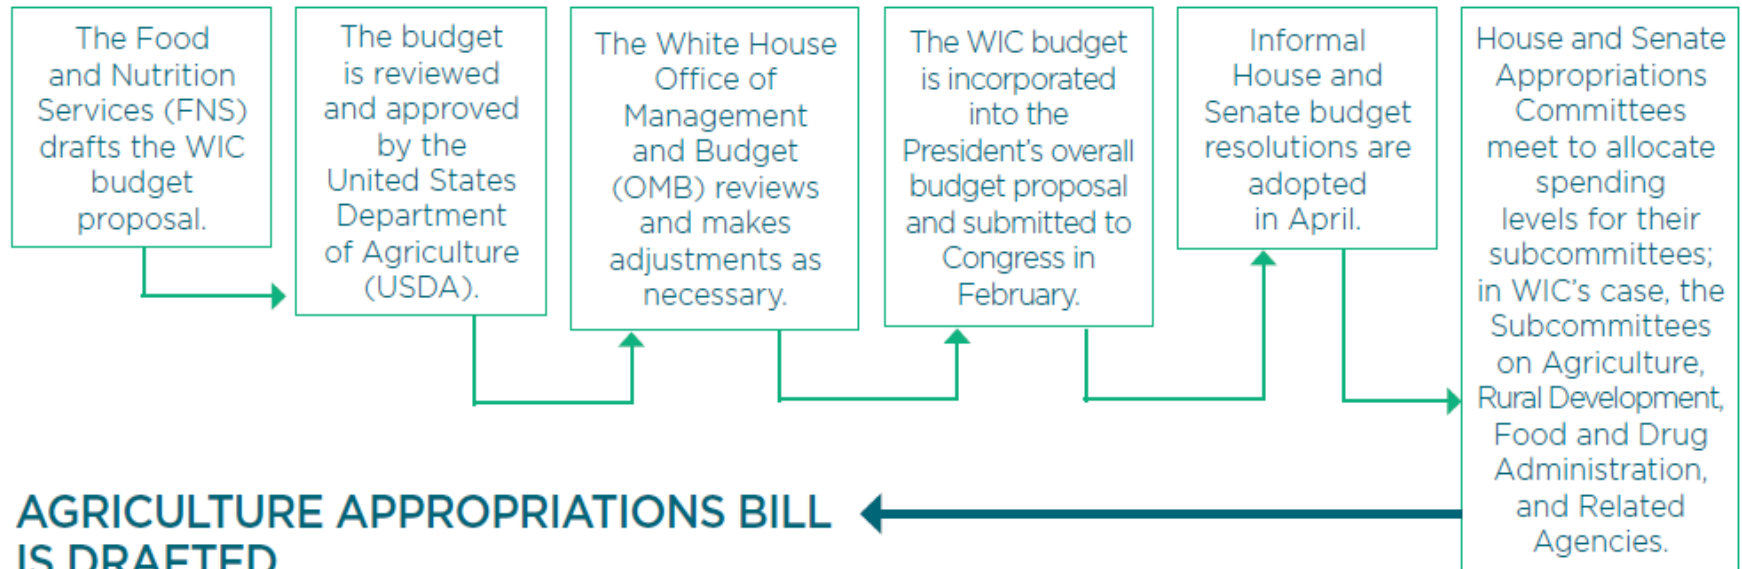 The Food
and Nutrition
Services (FNS)
drafts the WIC
budget
proposal.
The budget
is reviewed
and approved
by the
United States
Department
of Agriculture
(USDA).
The White House
Office of
Management
and Budget
(OMB) reviews
and makes
adjustments as
necessary.
The WIC budget
is incorporated
into the
President's overall
budget proposal
and submitted to
Congress in
February.
Informal
House and
Senate budget
resolutions are
adopted
in April.
House and Senate
Appropriations
Committees
meet to allocate
spending
levels for their
subcommittees;
in WIC's case, the
Subcommittees
on Agriculture,
Rural Development,
Food and Drug
Administration,
and Related
Agencies.
AGRICULTURE APPROPRIATIONS BILL
IS DRAFTED